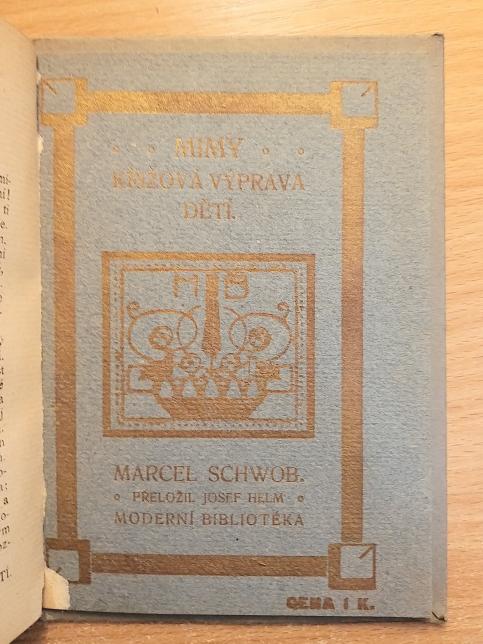 MIMY
KŘÍŽOVÁ VÝPRAVA
DĚTÍ.
M B
MARCEL SCHWOB.
PŘELOŽIL JOSEF HELM
MODERNÍ BIBLIOTÉKA
CENA 1 K.